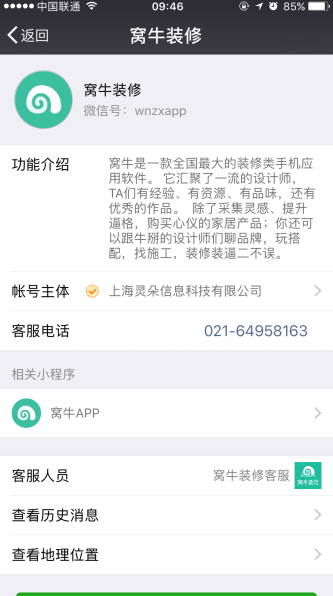 中国联通 09:46 85%
返回 窝牛装修
窝牛装修
微信号: wnzxapp
功能介绍 窝牛是一款全国最大的装修类手机应
用软件。它汇聚了一流的设计师，
TA们有经验、有资源、有品味，还有
优秀的作品。 除了采集灵感、提升
逼格，购买心仪的家居产品；你还可
以跟牛掰的设计师们聊品牌，玩搭
配，找施工，装修装逼二不误。
帐号主体 上海灵朵信息科技有限公司
客服电话 021-64958163
相关小程序
窝牛APP
客服人员 窝牛装修客服
查看历史消息
查看地理位置